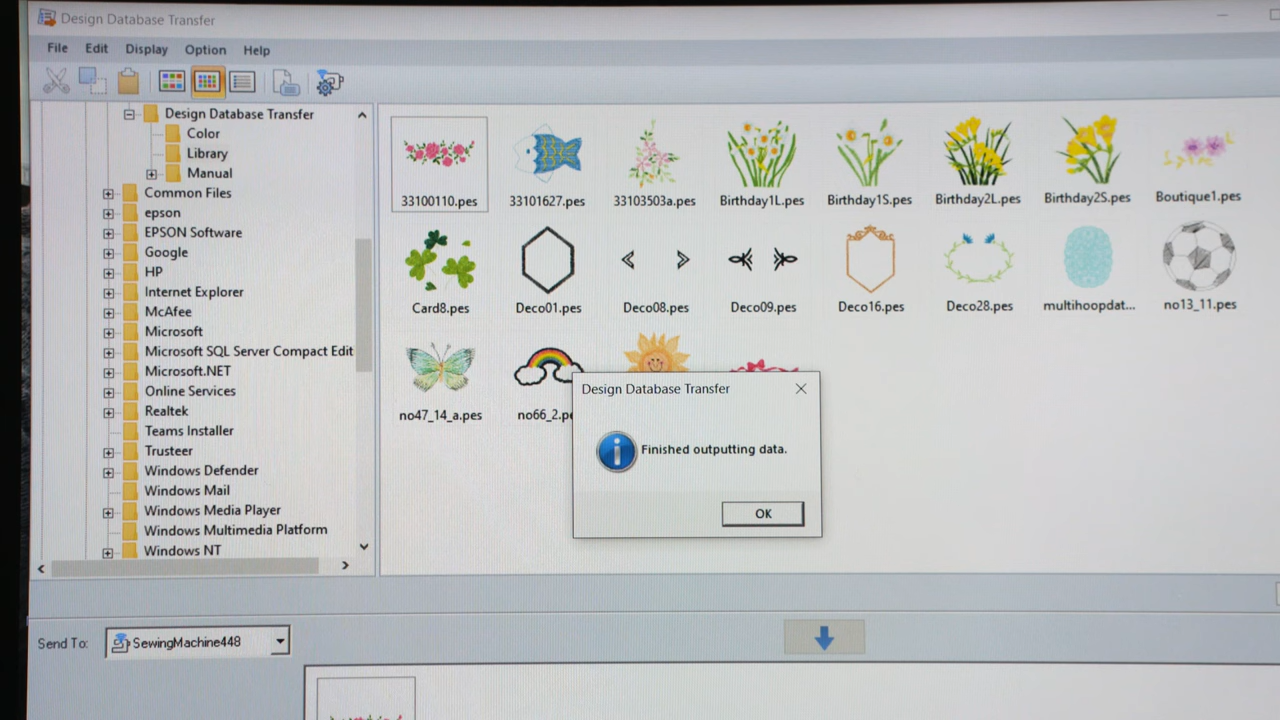 Design Database Transfer
File Edit Display Option Help
Design Database Transfer
Color
Library
Manual
Common Files
epson
EPSON Software
Google
HP
Internet Explorer
McAfee
Microsoft
Microsoft SQL Server Compact Edit
Microsoft.NET
Online Services
Realtek
Teams Installer
Trusteer
Windows Defender
Windows Mail
Windows Media Player
Windows Multimedia Platform
Windows NT
33100110.pes 33101627.pes 33103503a.pes Birthday1L.pes Birthday1S.pes Birthday2L.pes Birthday2S.pes Boutique1.pes
Card8.pes Deco01.pes Deco08.pes Deco09.pes Deco16.pes Deco28.pes multihoopdat... no13_11.pes
no47_14_a.pes no66_2.pe
Design Database Transfer
Finished outputting data.
OK
Send To: SewingMachine448